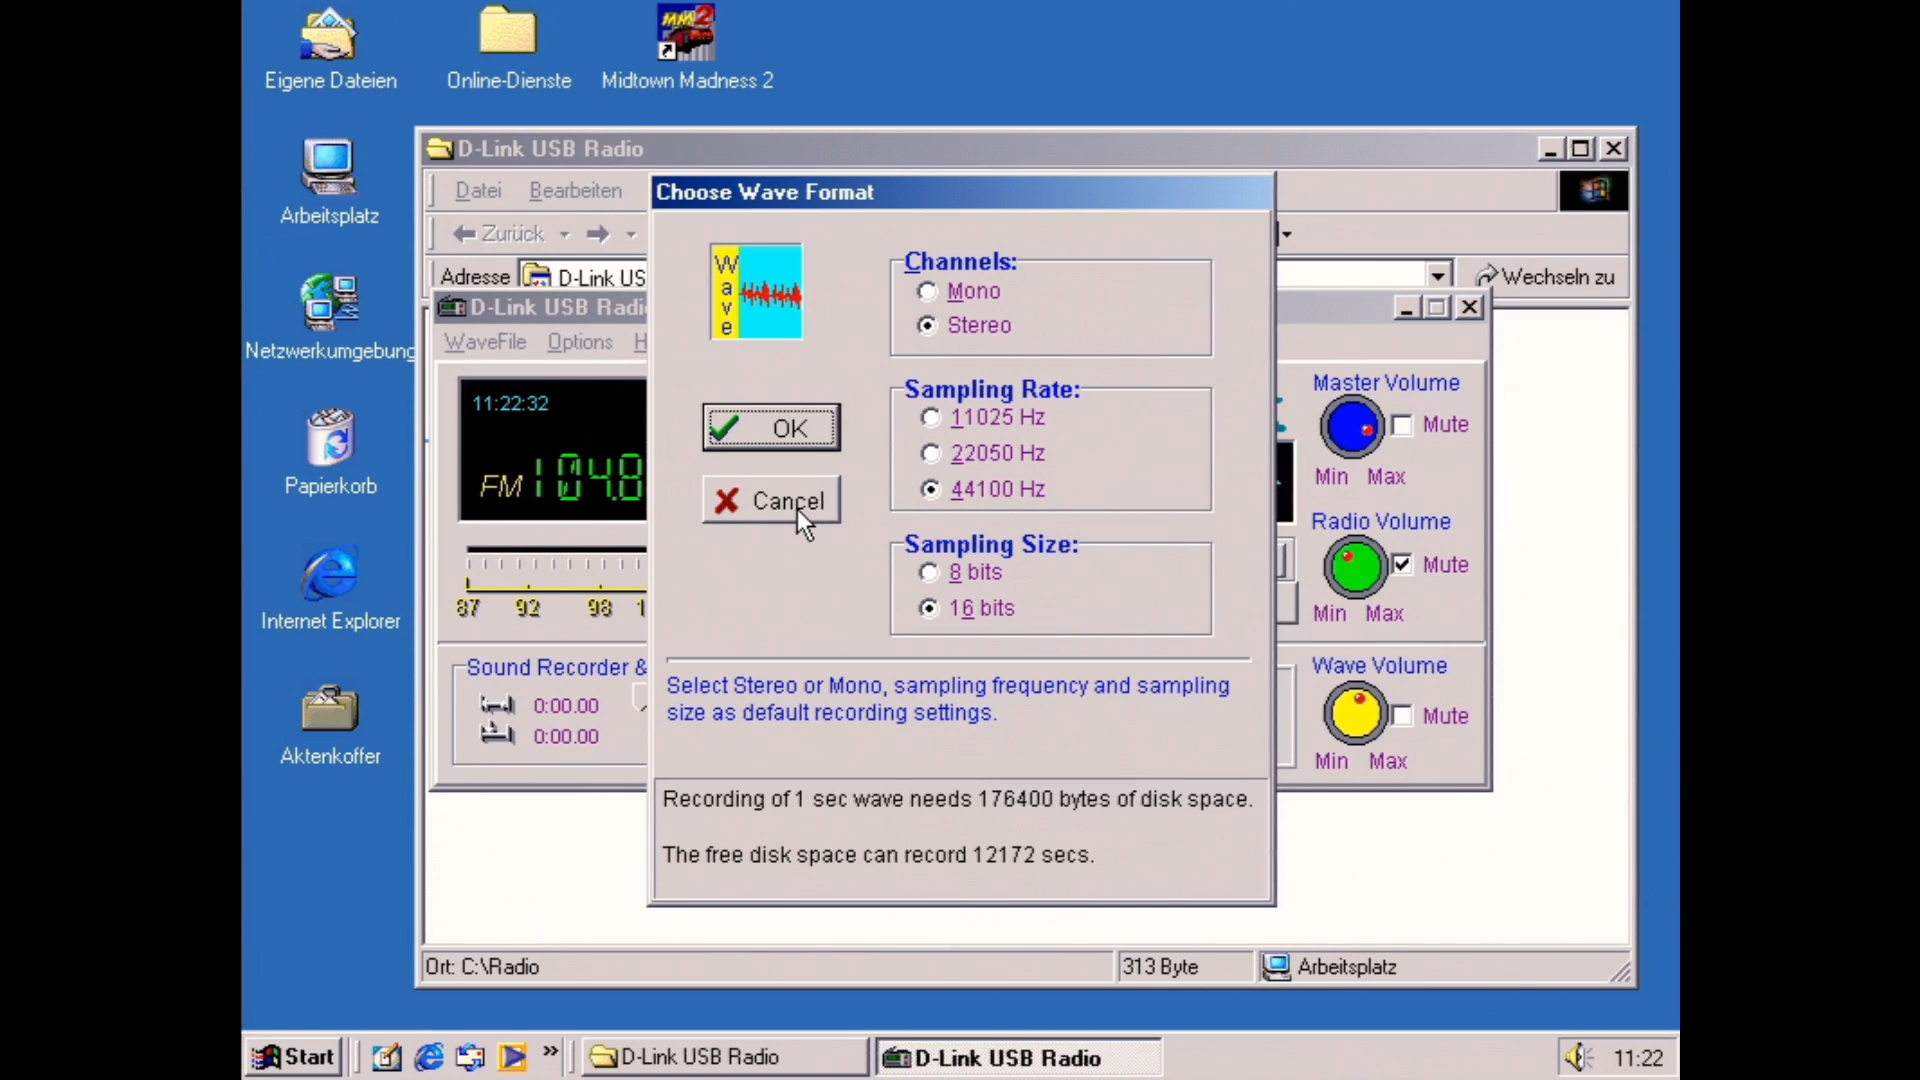 Eigene Dateien
Online-Dienste
Midtown Madness 2
Arbeitsplatz
Netzwerkumgebung
Papierkorb
Internet Explorer
Aktenkoffer
D-Link USB Radio
Datei Bearbeiten
Zurück
Adresse D-Link US
Wechseln zu
D-Link USB Radi
WaveFile Options H
11:22:32
FM 104.8
87 92 98 1
Sound Recorder &
0:00.00
0:00.00
Choose Wave Format
Wave
OK
Cancel
Channels:
Mono
Stereo
Sampling Rate:
11025 Hz
22050 Hz
44100 Hz
Sampling Size:
8 bits
16 bits
Select Stereo or Mono, sampling frequency and sampling
size as default recording settings.
Recording of 1 sec wave needs 176400 bytes of disk space.
The free disk space can record 12172 secs.
Master Volume
Mute
Min Max
Radio Volume
Mute
Min Max
Wave Volume
Mute
Min Max
Ort: C:\Radio
313 Byte
Arbeitsplatz
Start
D-Link USB Radio
D-Link USB Radio
11:22